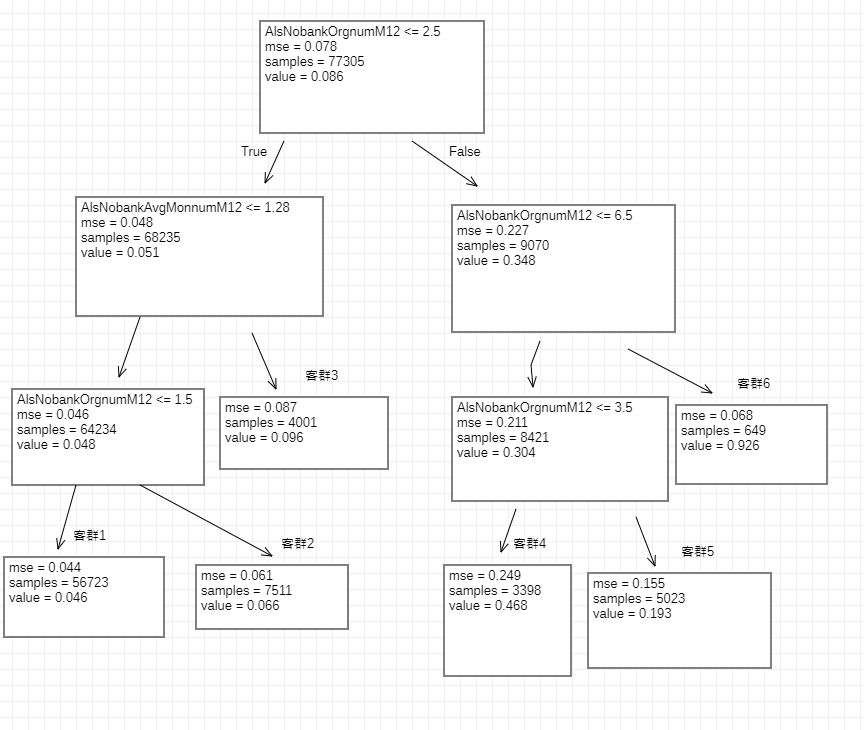 AlsNobankOrgnumM12 <= 2.5
mse = 0.078
samples = 77305
value = 0.086
True
False
AlsNobankAvgMonnumM12 <= 1.28
mse = 0.048
samples = 68235
value = 0.051
AlsNobankOrgnumM12 <= 6.5
mse = 0.227
samples = 9070
value = 0.348
客群3
客群6
AlsNobankOrgnumM12 <= 1.5
mse = 0.046
samples = 64234
value = 0.048
mse = 0.087
samples = 4001
value = 0.096
AlsNobankOrgnumM12 <= 3.5
mse = 0.211
samples = 8421
value = 0.304
mse = 0.068
samples = 649
value = 0.926
客群1
客群2
客群4
客群5
mse = 0.044
samples = 56723
value = 0.046
mse = 0.061
samples = 7511
value = 0.066
mse = 0.249
samples = 3398
value = 0.468
mse = 0.155
samples = 5023
value = 0.193